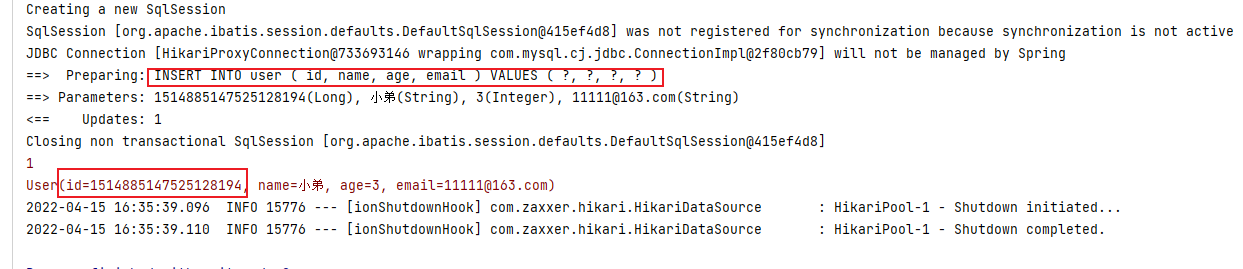 Creating a new SqlSession
SqlSession [org.apache.ibatis.session.defaults.DefaultSqlSession@415ef4d8] was not registered for synchronization because synchronization is not active
JDBC Connection [HikariProxyConnection@733693146 wrapping com.mysql.cj.jdbc.ConnectionImpl@2f80cb79] will not be managed by Spring
==>  Preparing: INSERT INTO user ( id, name, age, email ) VALUES ( ?, ?, ?, ? )
==> Parameters: 1514885147525128194(Long), 小弟(String), 3(Integer), 11111@163.com(String)
<==    Updates: 1
Closing non transactional SqlSession [org.apache.ibatis.session.defaults.DefaultSqlSession@415ef4d8]
1
User(id=1514885147525128194, name=小弟, age=3, email=11111@163.com)
2022-04-15 16:35:39.096  INFO 15776 --- [ionShutdownHook] com.zaxxer.hikari.HikariDataSource       : HikariPool-1 - Shutdown initiated...
2022-04-15 16:35:39.110  INFO 15776 --- [ionShutdownHook] com.zaxxer.hikari.HikariDataSource       : HikariPool-1 - Shutdown completed.